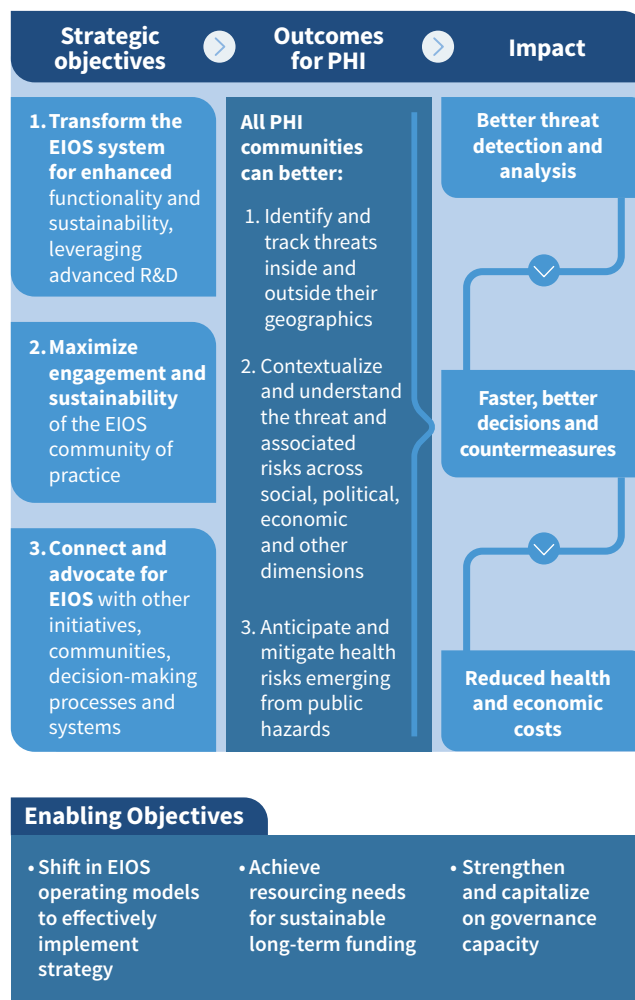 Strategic
objectives
Outcomes
for PHI
Impact
1. Transform the
EIOS system
for enhanced
functionality and
sustainability,
leveraging
advanced R&D
2. Maximize
engagement and
sustainability
of the EIOS
community of
practice
3. Connect and
advocate for
EIOS with other
initiatives,
communities,
decision-making
processes and
systems
All PHI
communities
can better:
1. Identify and
track threats
inside and
outside their
geographics
2. Contextualize
and understand
the threat and
associated
risks across
social, political,
economic
and other
dimensions
3. Anticipate and
mitigate health
risks emerging
from public
hazards
Better threat
detection and
analysis
Faster, better
decisions and
countermeasures
Reduced health
and economic
costs
Enabling Objectives
• Shift in EIOS
operating models
to effectively
implement
strategy
• Achieve
resourcing needs
for sustainable
long-term funding
• Strengthen
and capitalize
on governance
capacity